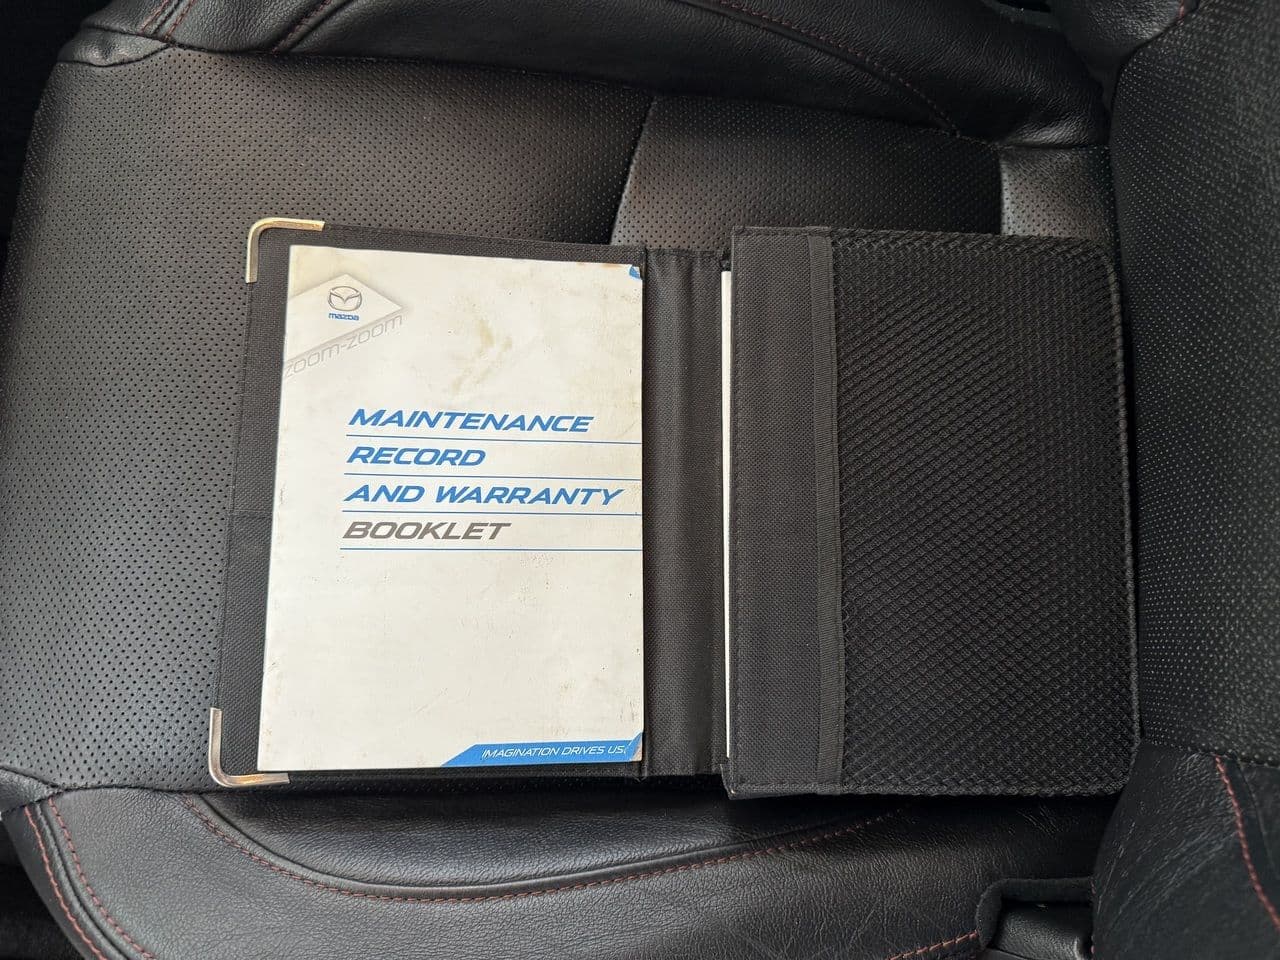 mazda
zoom-zoom
MAINTENANCE
RECORD
AND WARRANTY
BOOKLET
IMAGINATION DRIVES US.